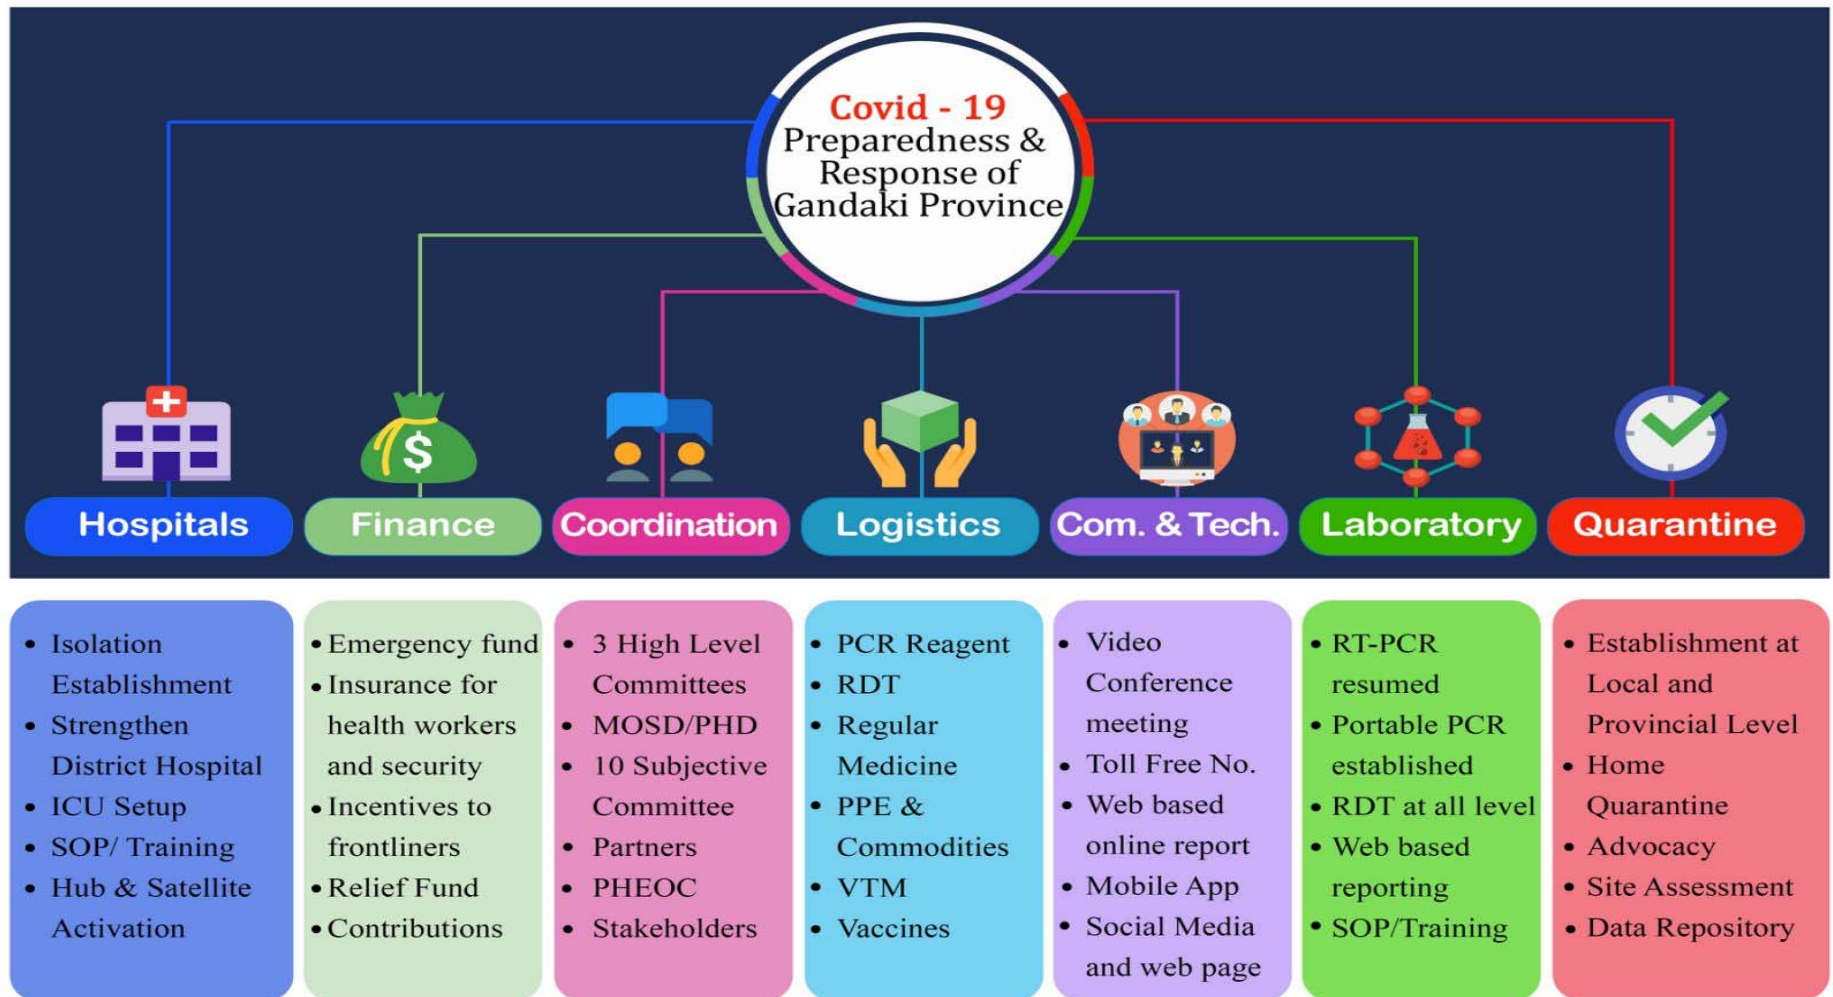 Covid - 19
Preparedness &
Response of
Gandaki Province
$
Hospitals
Finance
Coordination
Logistics
Com. & Tech.
Laboratory
Quarantine
• Isolation
Establishment
• Strengthen
District Hospital
• ICU Setup
• SOP/ Training
• Hub & Satellite
Activation
• Emergency fund
• Insurance for
health workers
and security
• Incentives to
frontliners
• Relief Fund
• Contributions
• 3 High Level
Committees
• MOSD/PHD
• 10 Subjective
Committee
• Partners
• PHEOC
• Stakeholders
• PCR Reagent
• RDT
• Regular
Medicine
• PPE &
Commodities
• VTM
• Vaccines
• Video
Conference
meeting
• Toll Free No.
• Web based
online report
• Mobile App
• Social Media
and web page
• RT-PCR
resumed
• Portable PCR
established
• RDT at all level
• Web based
reporting
• SOP/Training
• Establishment at
Local and
Provincial Level
• Home
Quarantine
• Advocacy
• Site Assessment
• Data Repository